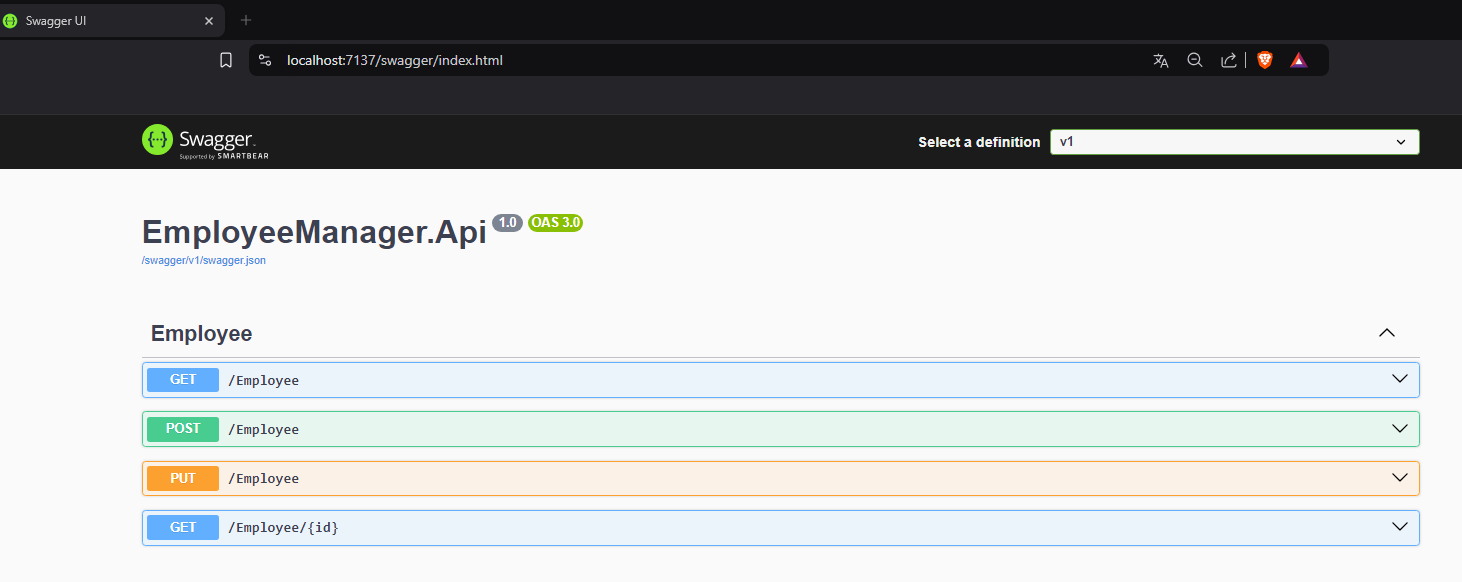 Swagger UI
localhost:7137/swagger/index.html
Swagger.
Supported by SMARTBEAR
Select a definition
v1
EmployeeManager.Api 1.0 OAS 3.0
/swagger/v1/swagger.json
Employee
GET /Employee
POST /Employee
PUT /Employee
GET /Employee/{id}